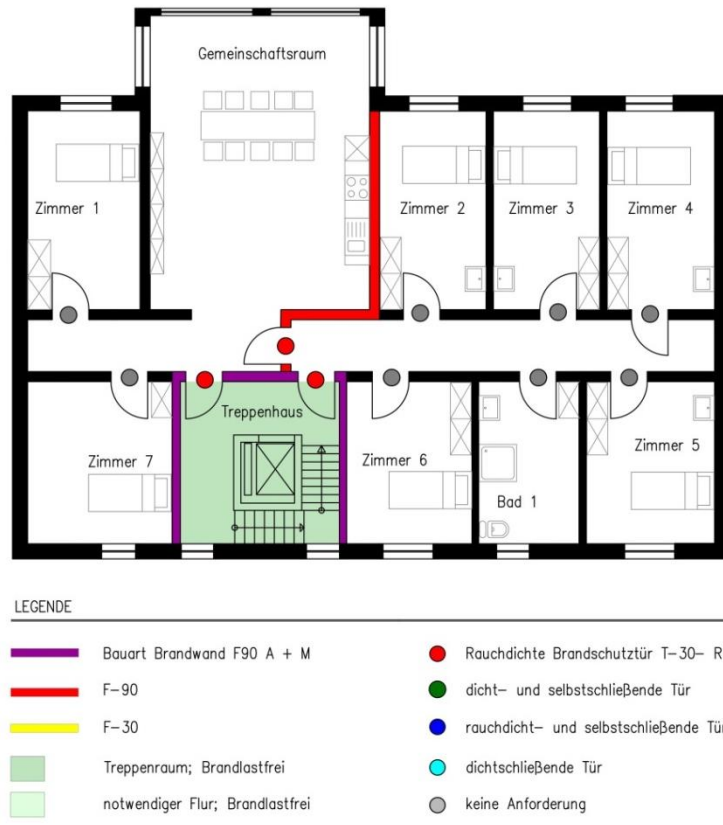 Gemeinschaftsraum
Zimmer 1
Zimmer 2
Zimmer 3
Zimmer 4
Treppenhaus
Zimmer 7
Zimmer 6
Bad 1
Zimmer 5
LEGENDE
Bauart Brandwand F90 A + M
Rauchdichte Brandschutztür T-30- R
F-90
dicht- und selbstschließende Tür
F-30
rauchdicht- und selbstschließende Tür
Treppenraum; Brandlastfrei
dichtschließende Tür
notwendiger Flur; Brandlastfrei
keine Anforderung